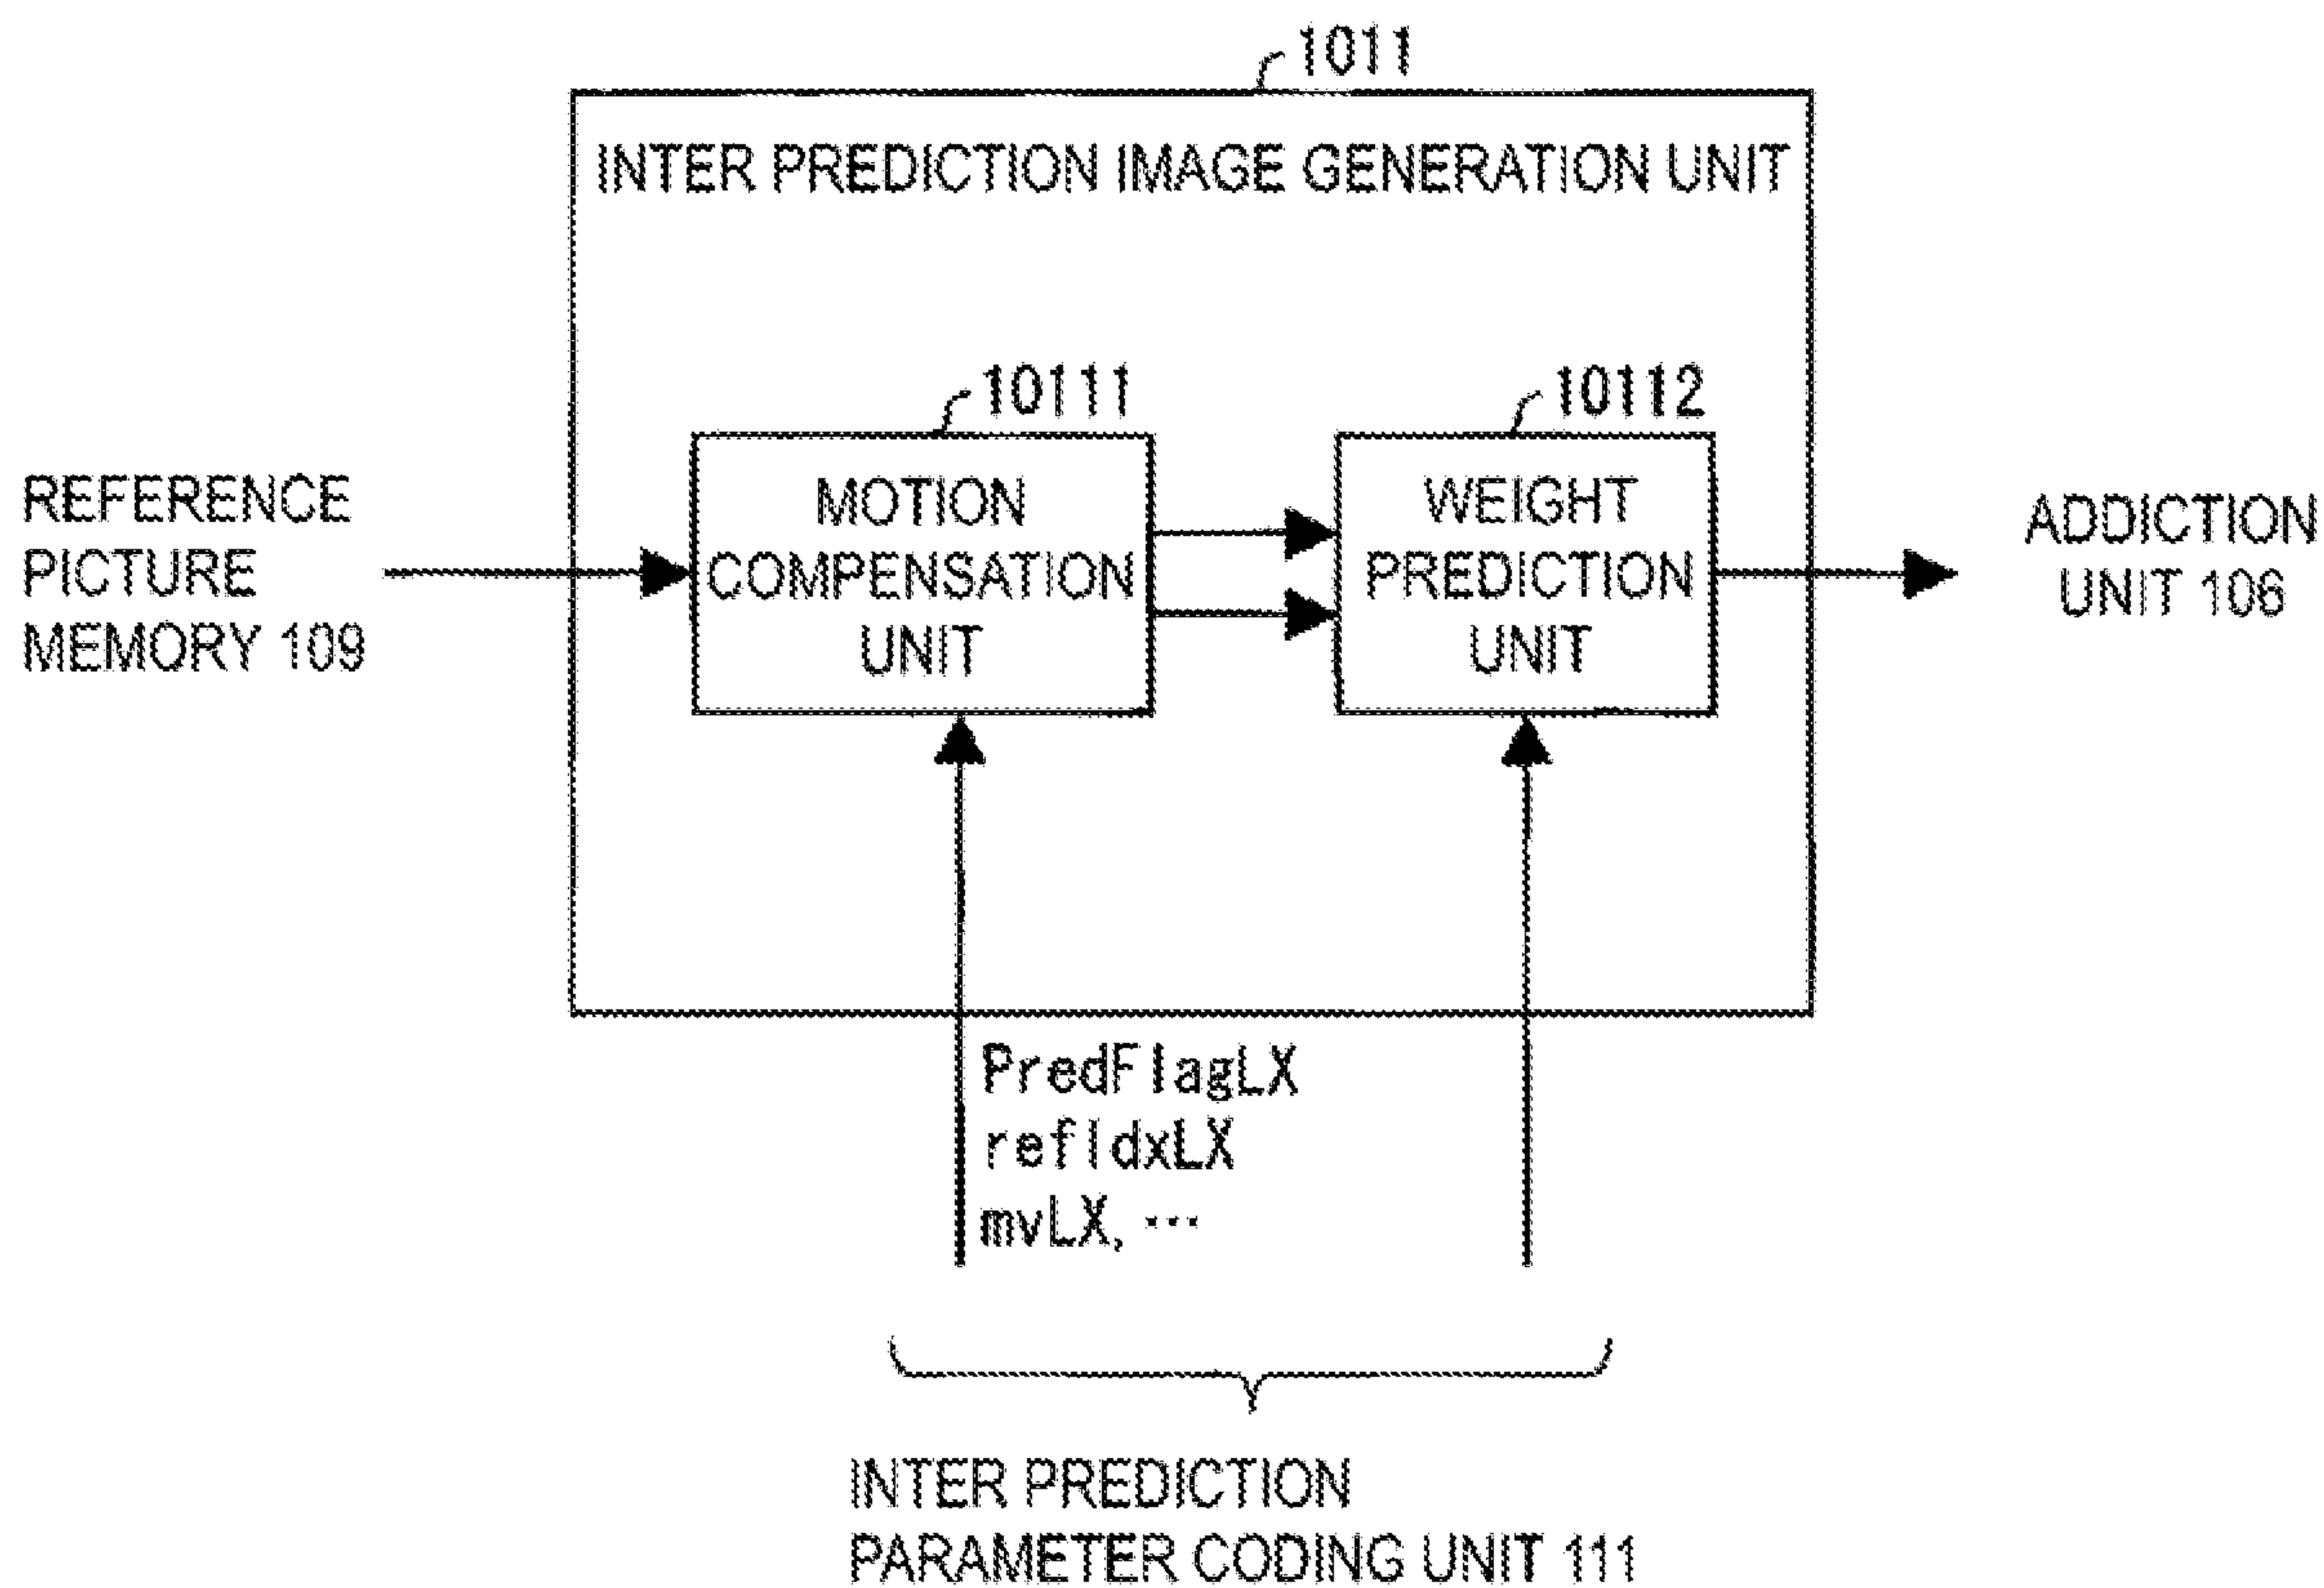 1011
INTER PREDICTION IMAGE GENERATION UNIT
10111
10112
REFERENCE
PICTURE
MEMORY 109
MOTION
COMPENSATION
UNIT
WEIGHT
PREDICTION
UNIT
ADDICTION
UNIT 106
PredFlagLX
refIdxLX
mvLX, ···
INTER PREDICTION
PARAMETER CODING UNIT 111